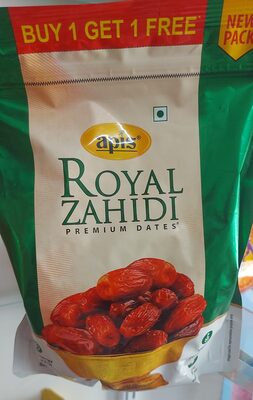 BUY 1 GET 1 FREE*
NEW
PACK
apis®
ROYAL
ZAHIDI
PREMIUM DATES*